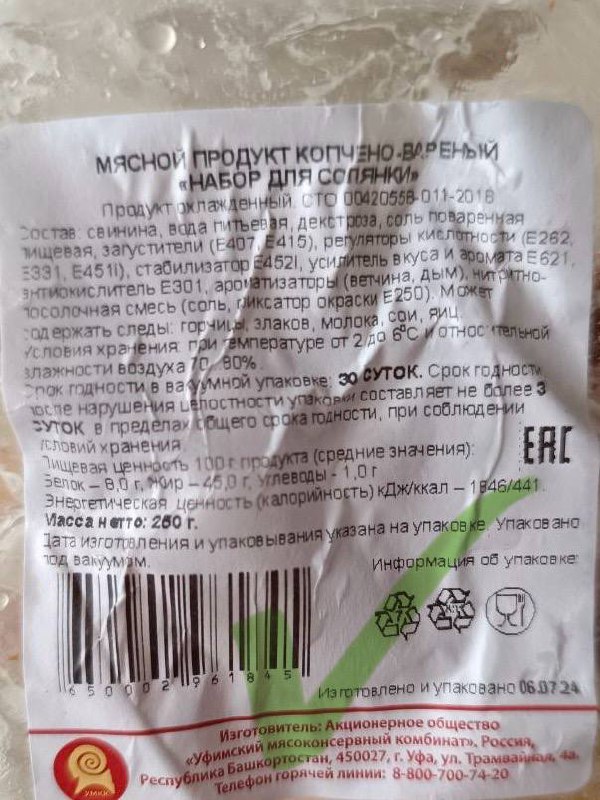 МЯСНОЙ ПРОДУКТ КОПЧЕНО-ВАРЕНЫЙ
«НАБОР ДЛЯ СОЛЯНКИ»
Продукт охлажденный. СТО 00420558-011-2018
Состав: свинина, вода питьевая, декстроза, соль поваренная
пищевая, загустители (Е407, Е415), регуляторы кислотности (Е262,
Е331, Е451i), стабилизатор Е452i, усилитель вкуса и аромата Е621,
антиокислитель Е301, ароматизаторы (ветчина, дым), нитритно-
посолочная смесь (соль, фиксатор окраски Е250). Может
содержать следы: горчицы, злаков, молока, сои, яиц.
Условия хранения: при температуре от 2 до 6°С и относительной
влажности воздуха 70..80%.
Срок годности в вакуумной упаковке: 30 СУТОК. Срок годности
после нарушения целостности упаковки составляет не более 3
СУТОК в пределах общего срока годности, при соблюдении
условий хранения.
EAC
Пищевая ценность 100 г продукта (средние значения):
Белок – 8,0 г, Жир – 45,0 г, Углеводы - 1,0 г
Энергетическая ценность (калорийность) кДж/ккал – 1846/441.
Масса нетто: 250 г.
Дата изготовления и упаковывания указана на упаковке. Упаковано
под вакуумом.
Информация об упаковке:
650002961845
Изготовлено и упаковано 06.07.24
Изготовитель: Акционерное общество
«Уфимский мясоконсервный комбинат», Россия,
Республика Башкортостан, 450027, г. Уфа, ул. Трамвайная, 4а.
Телефон горячей линии: 8-800-700-74-20
УМКК